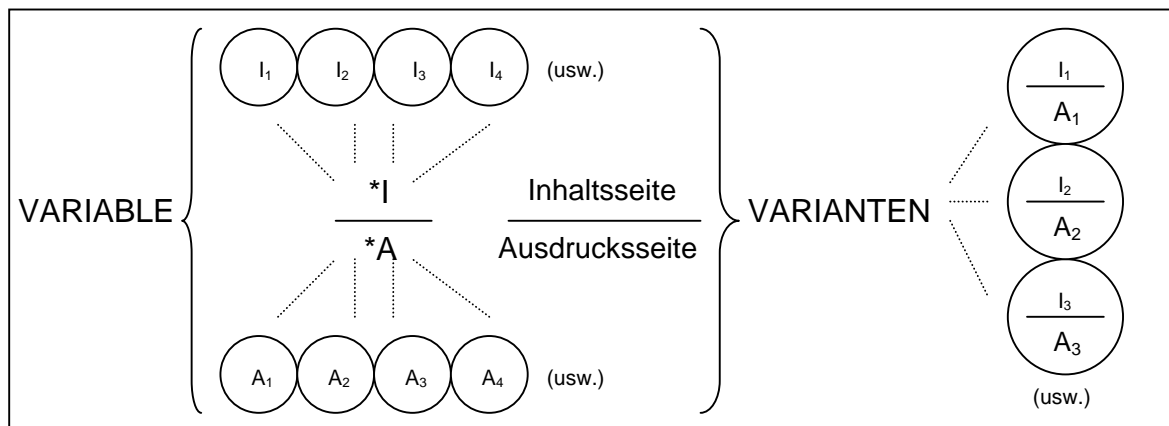 I₁ I₂ I₃ I₄ (usw.)
VARIABLE
*I
*A
Inhaltsseite
Ausdrucksseite
A₁ A₂ A₃ A₄ (usw.)
VARIANTEN
I₁
A₁
I₂
A₂
I₃
A₃
(usw.)